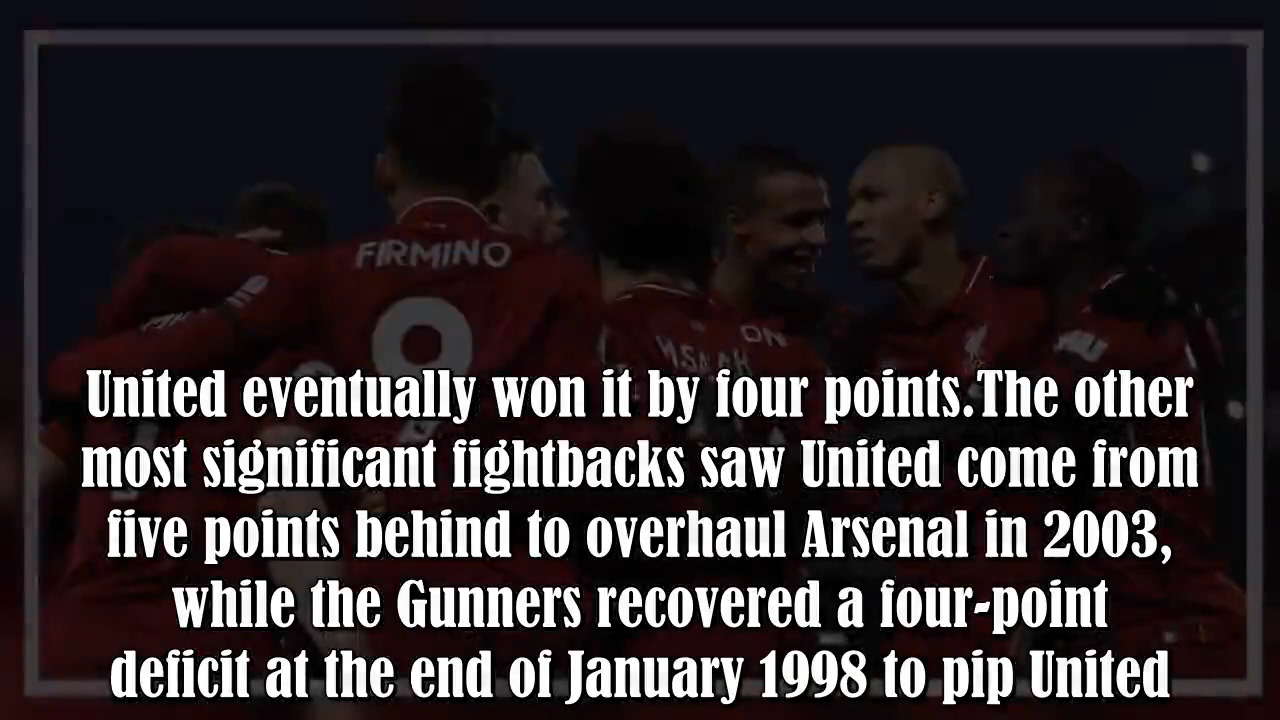 FIRMINO
9
M.SALAH
United eventually won it by four points.The other
most significant fightbacks saw United come from
five points behind to overhaul Arsenal in 2003,
while the Gunners recovered a four-point
deficit at the end of January 1998 to pip United